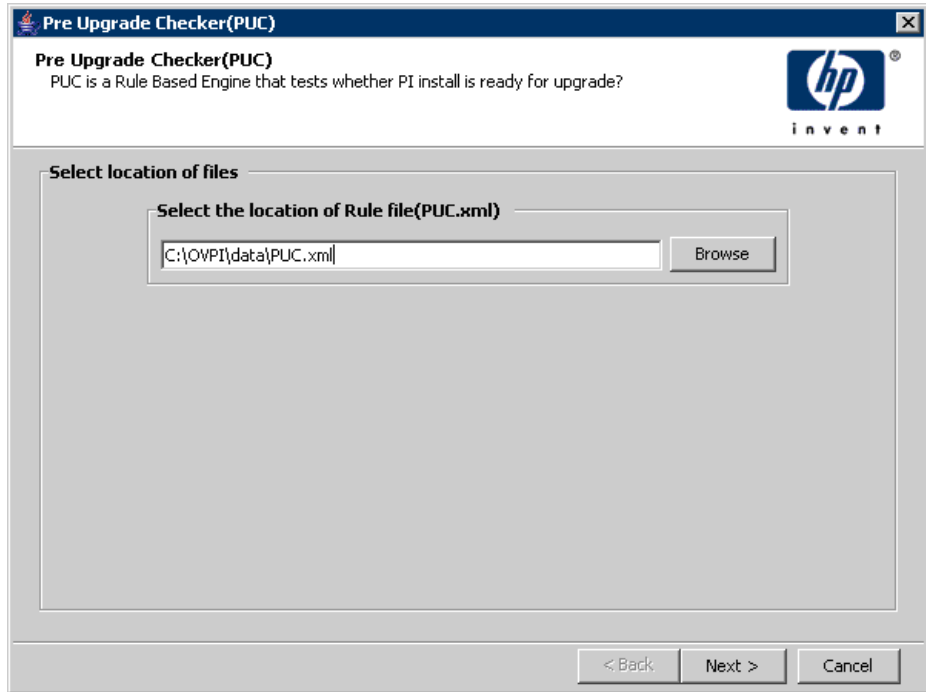 Pre Upgrade Checker(PUC)
Pre Upgrade Checker(PUC)
PUC is a Rule Based Engine that tests whether PI install is ready for upgrade?
hp
®
invent
Select location of files
Select the location of Rule file(PUC.xml)
C:\OVPI\data\PUC.xml
Browse
< Back
Next >
Cancel